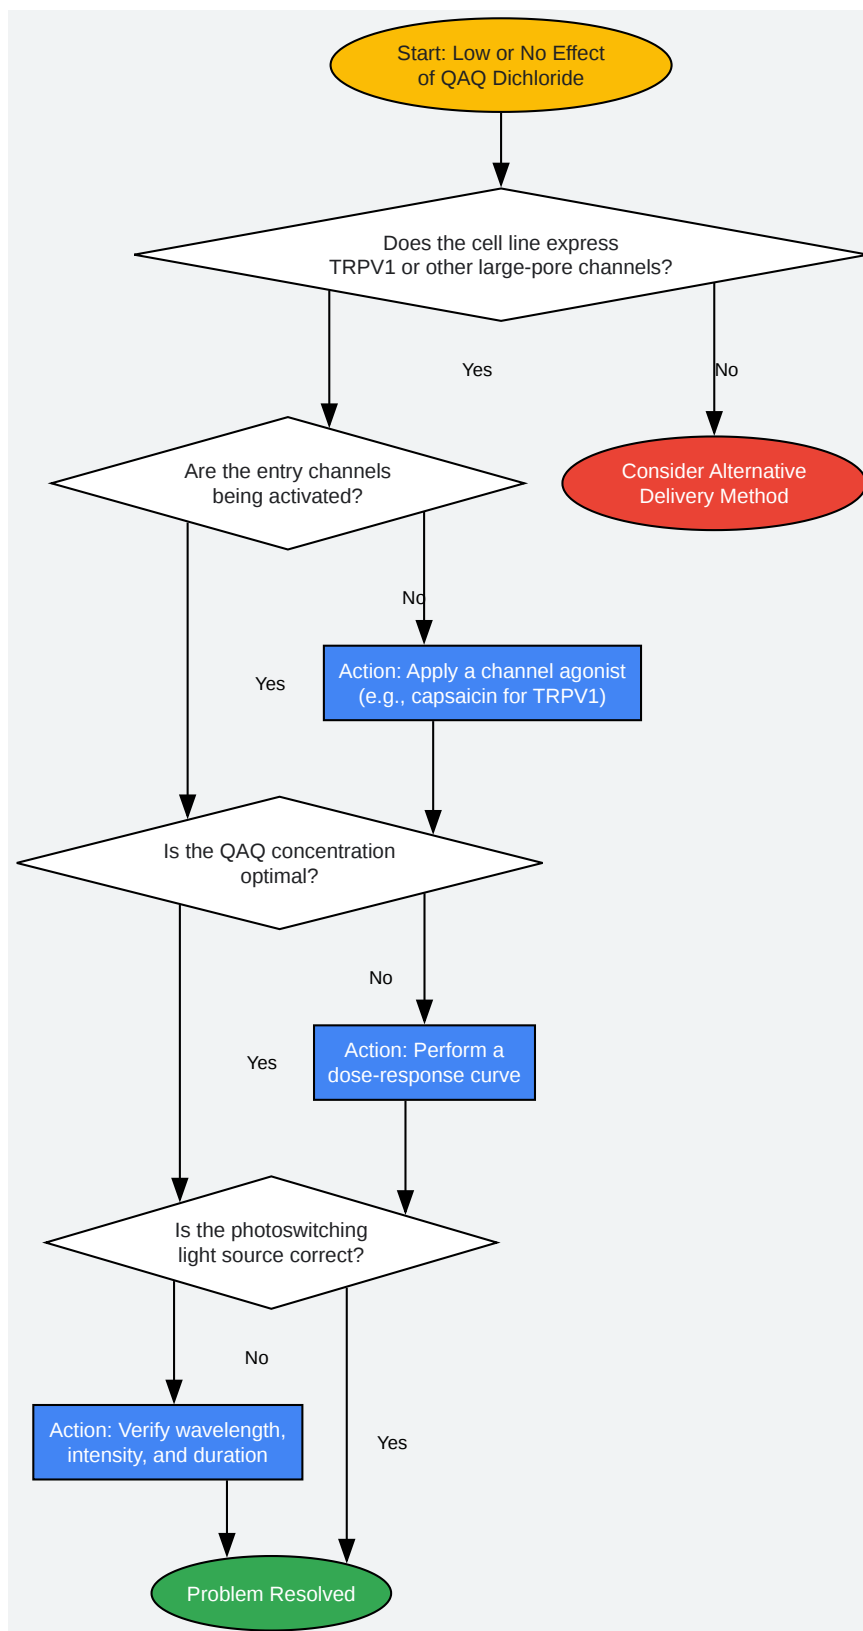 Start: Low or No Effect
of QAQ Dichloride
Does the cell line express
TRPV1 or other large-pore channels?
Yes
No
Are the entry channels
being activated?
Consider Alternative
Delivery Method
No
Action: Apply a channel agonist
(e.g., capsaicin for TRPV1)
Yes
Is the QAQ concentration
optimal?
No
Action: Perform a
dose-response curve
Yes
Is the photoswitching
light source correct?
No
Action: Verify wavelength,
intensity, and duration
Yes
Problem Resolved